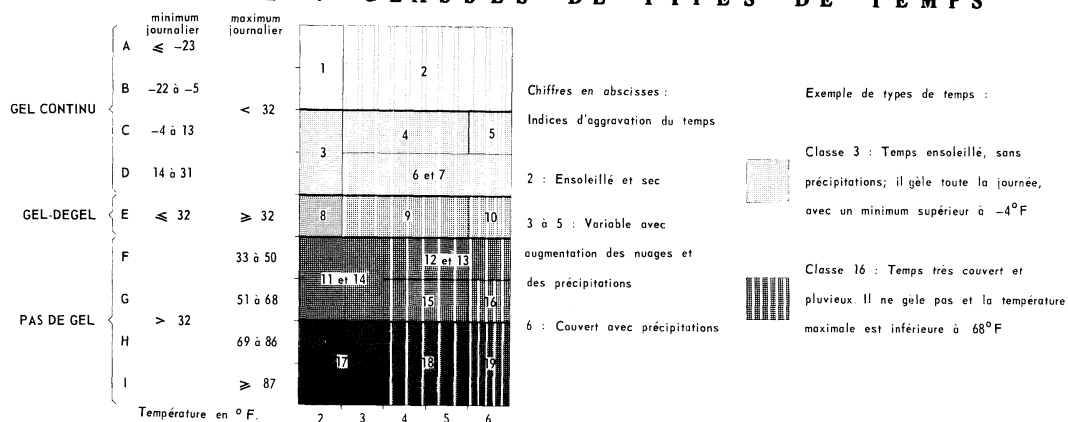 CLASSES DE TYPES DE TEMPS
minimum journalier
maximum journalier
A ≤ –23
B –22 à –5
GEL CONTINU < 32
C –4 à 13
D 14 à 31
GEL-DEGEL E ≤ 32 ≥ 32
F 33 à 50
G 51 à 68
PAS DE GEL > 32
H 69 à 86
I ≥ 87
Température en °F.
1 2
3 4 5
6 et 7
8 9 10
12 et 13
11 et 14
15 16
17 18 19
2 3 4 5 6
Chiffres en abscisses :
Indices d'aggravation du temps
2 : Ensoleillé et sec
3 à 5 : Variable avec
augmentation des nuages et
des précipitations
6 : Couvert avec précipitations
Exemple de types de temps :
Classe 3 : Temps ensoleillé, sans
précipitations; il gèle toute la journée,
avec un minimum supérieur à –4°F
Classe 16 : Temps très couvert et
pluvieux. Il ne gèle pas et la température
maximale est inférieure à 68°F